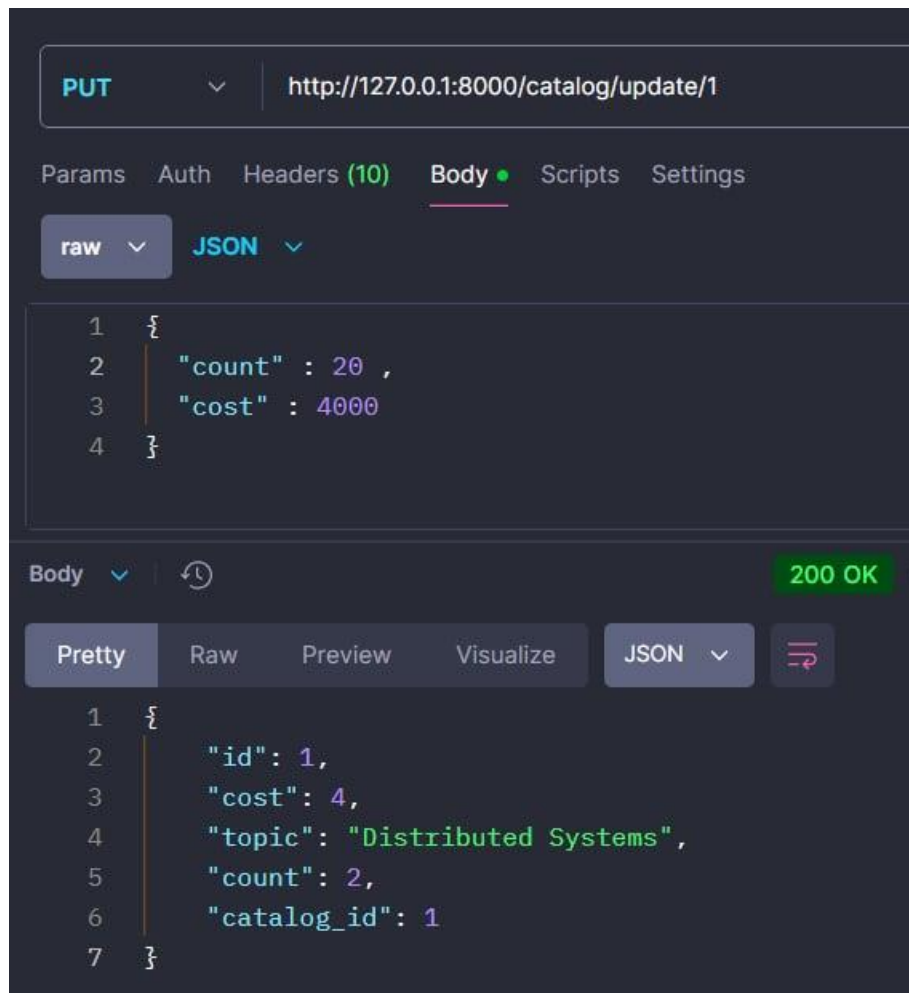 PUT http://127.0.0.1:8000/catalog/update/1
Params Auth Headers (10) Body Scripts Settings
raw JSON
1 {
2 "count" : 20 ,
3 "cost" : 4000
4 }
Body 200 OK
Pretty Raw Preview Visualize JSON
1 {
2 "id": 1,
3 "cost": 4,
4 "topic": "Distributed Systems",
5 "count": 2,
6 "catalog_id": 1
7 }